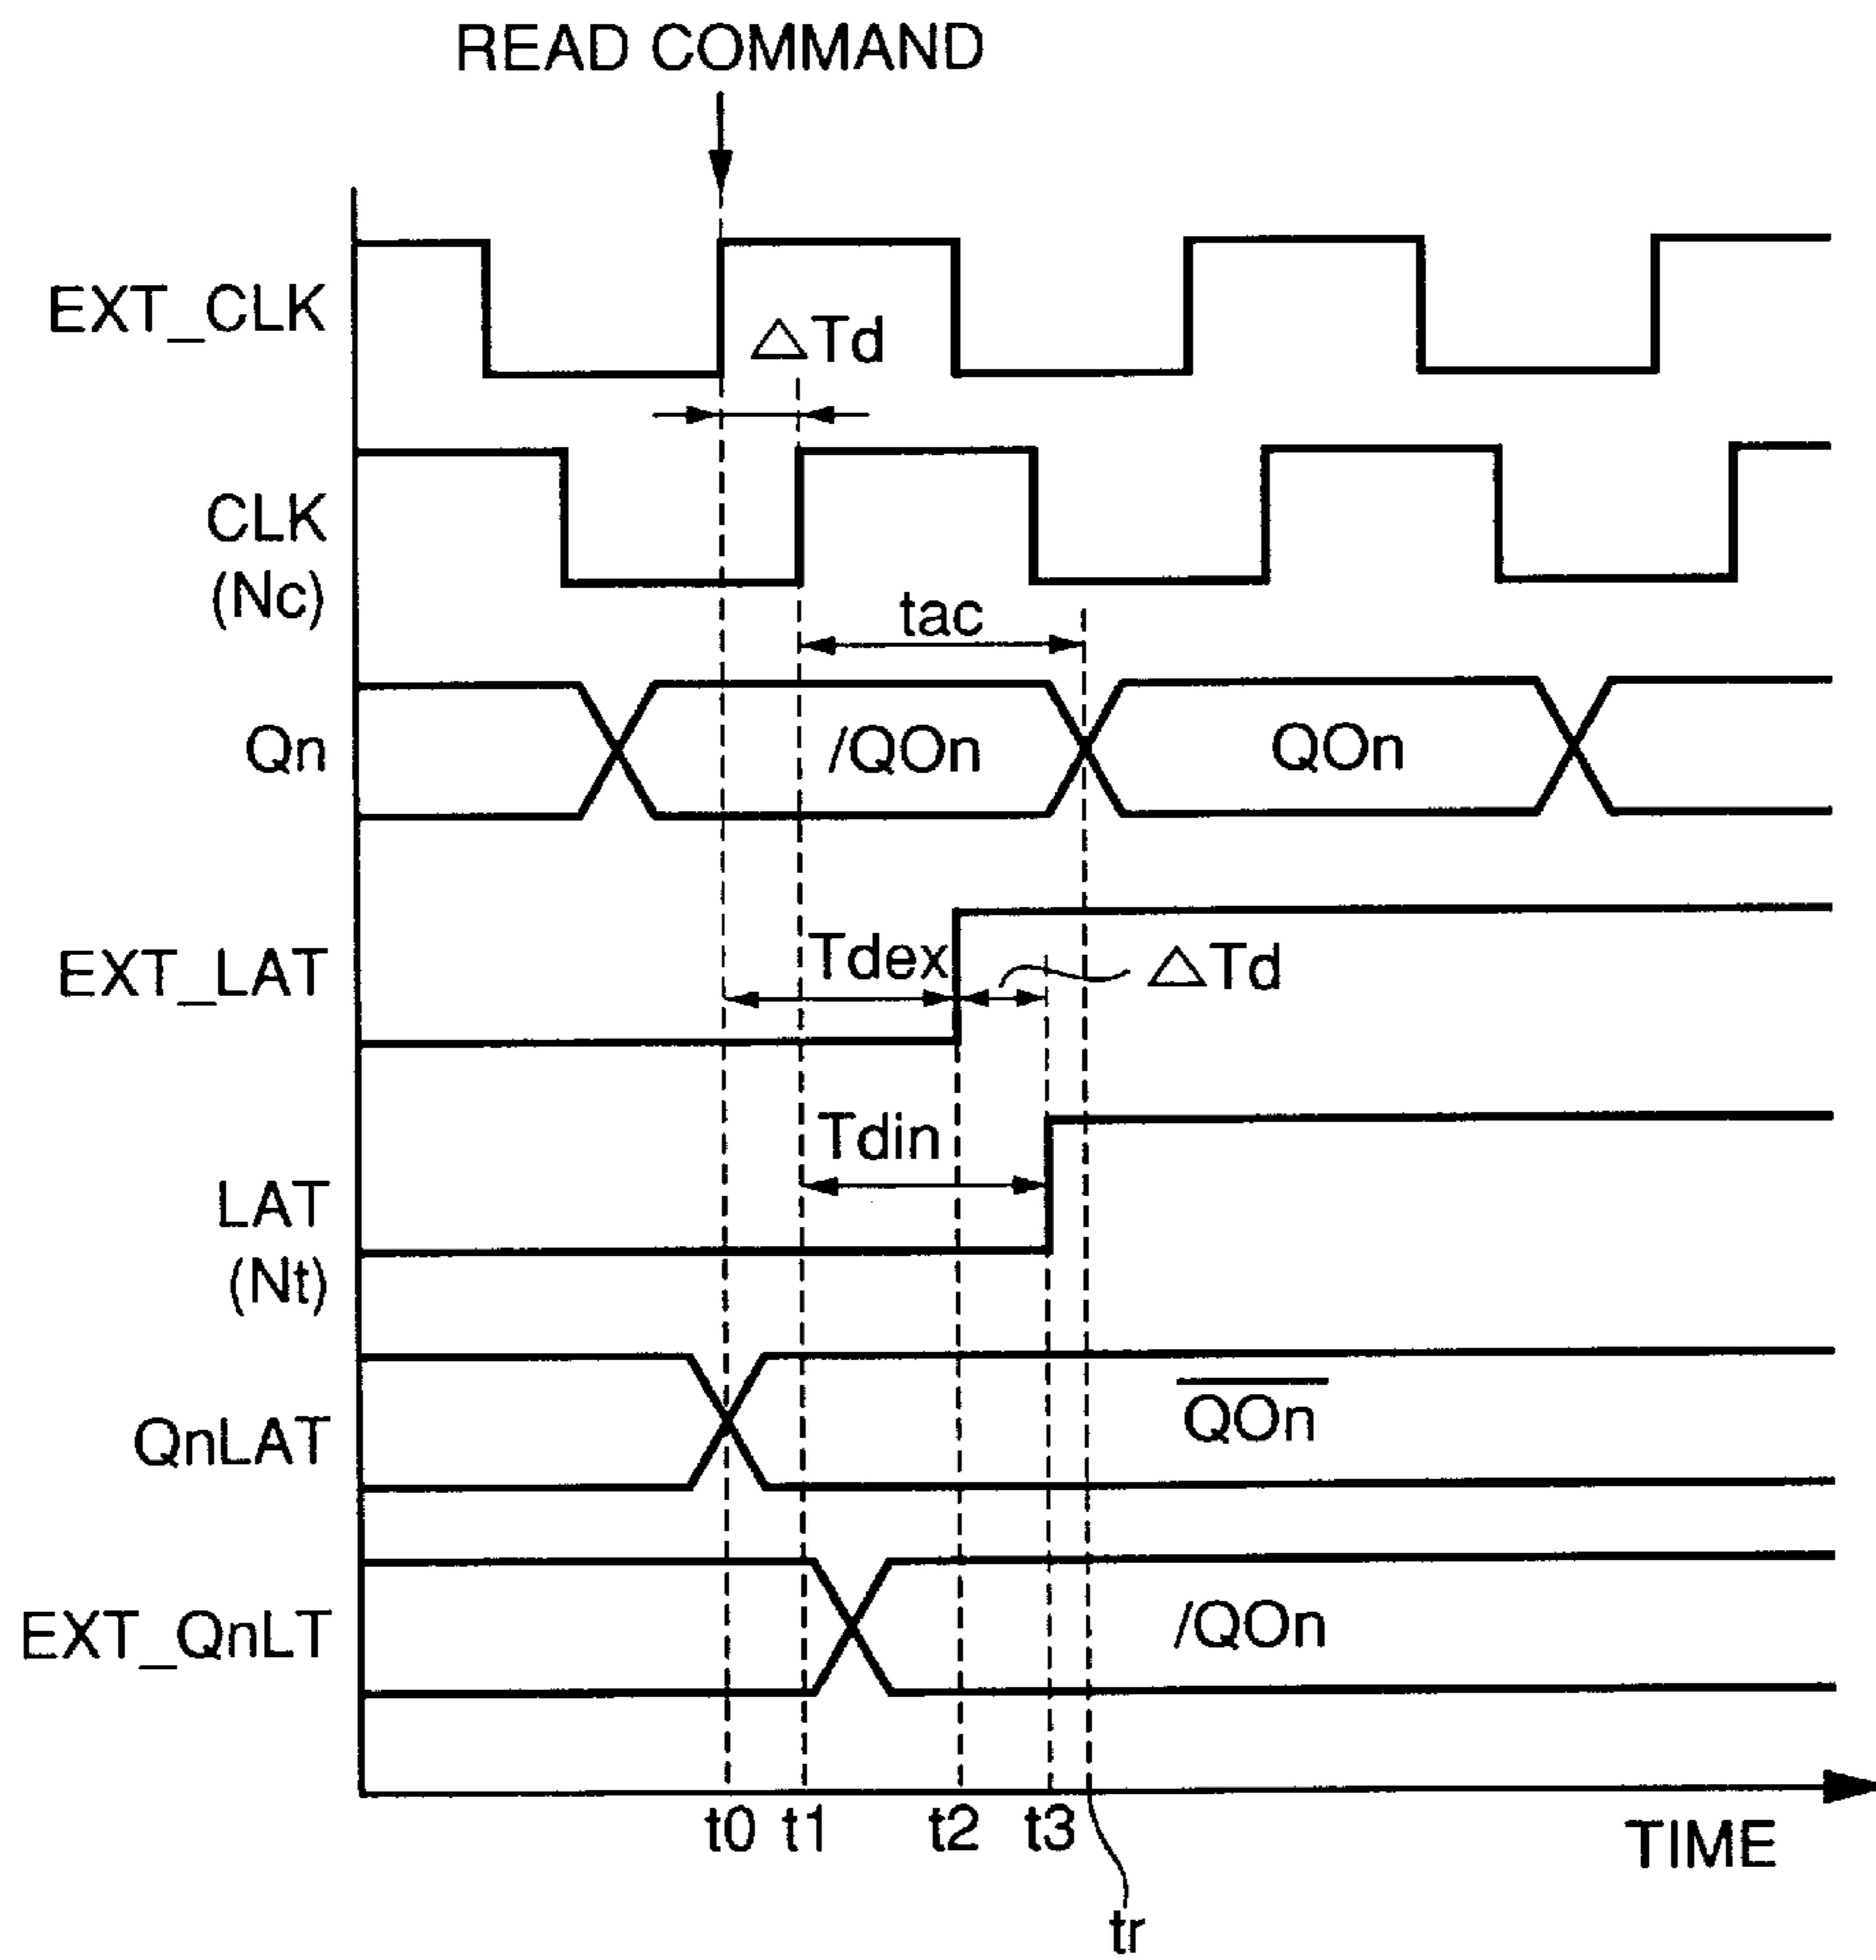 READ COMMAND
EXT_CLK
△Td
CLK
(Nc)
tac
Qn
/QOn
QOn
EXT_LAT
Tdex
△Td
LAT
(Nt)
Tdin
QnLAT
Q̅O̅n̅
EXT_QnLT
/QOn
t0 t1 t2 t3
TIME
tr